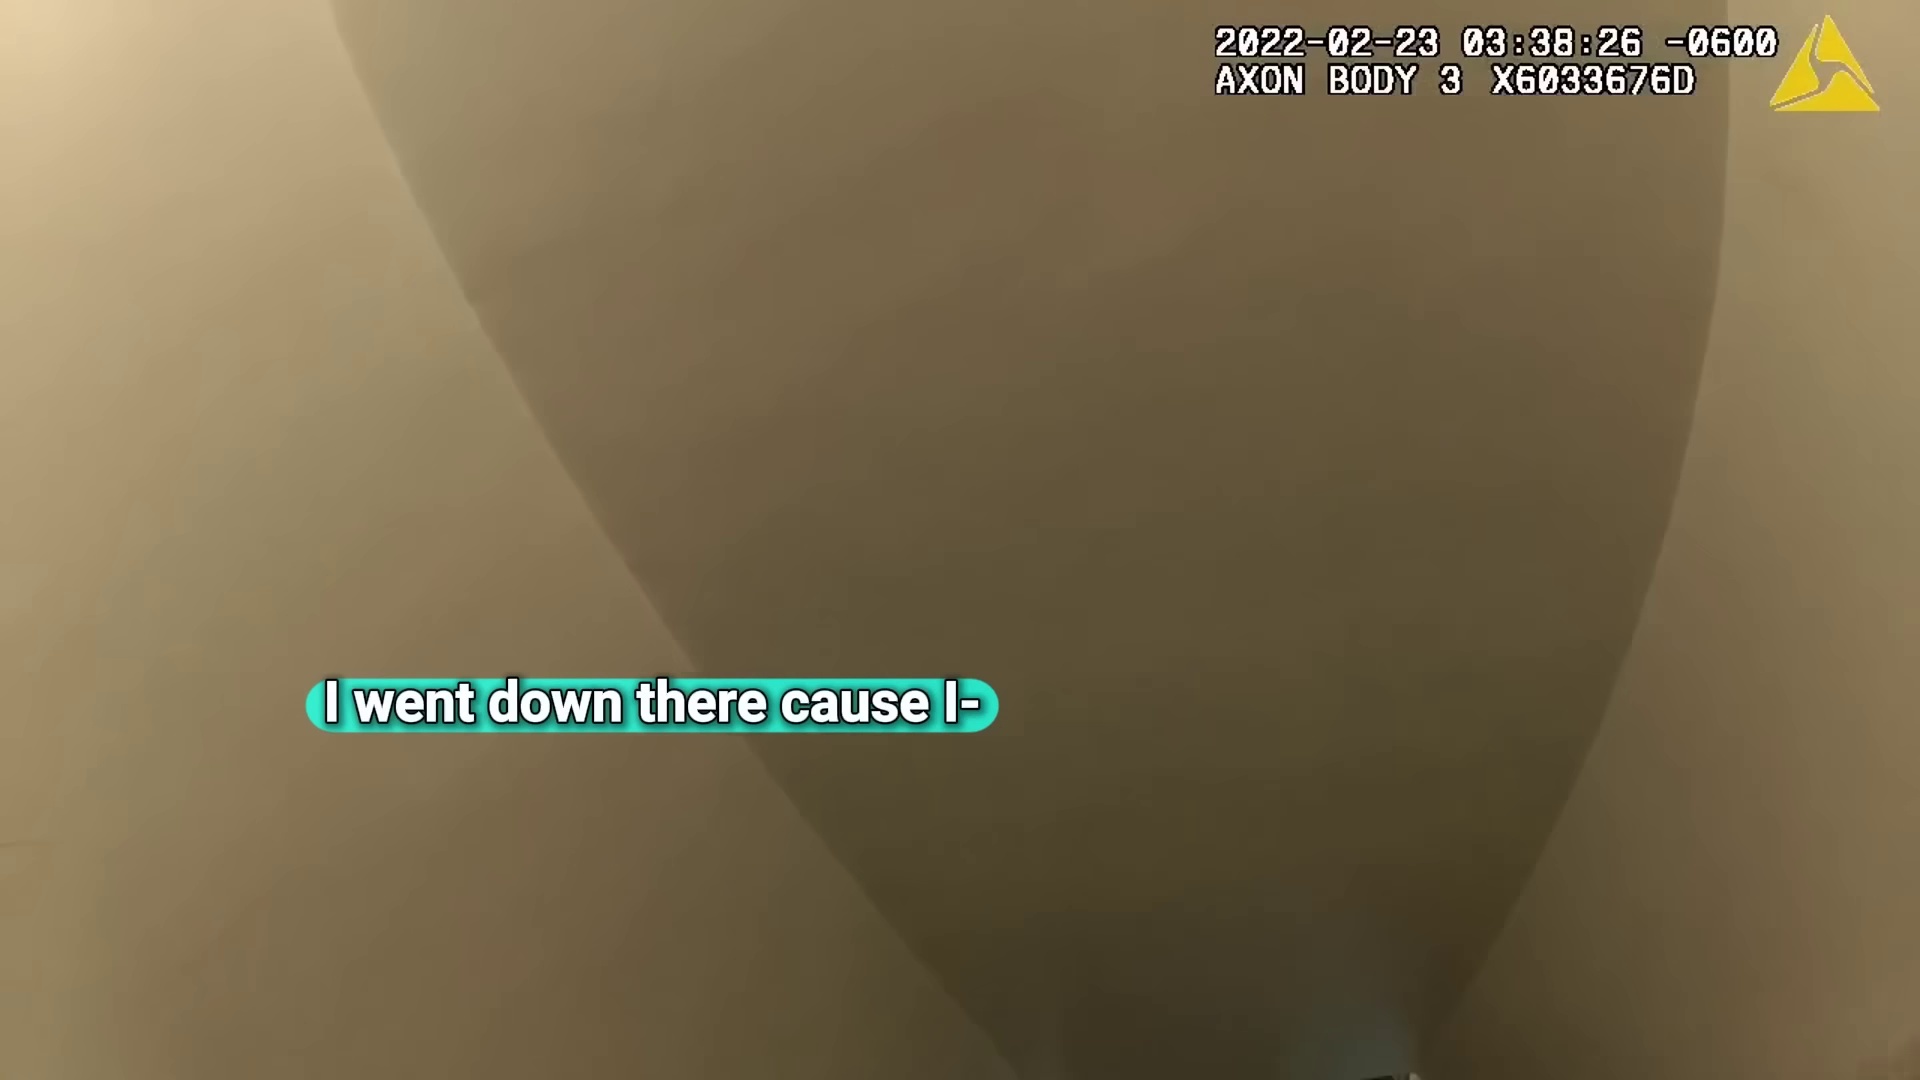 2022-02-23 03:38:26 -0600
AXON BODY 3 X6033676D
I went down there cause I-